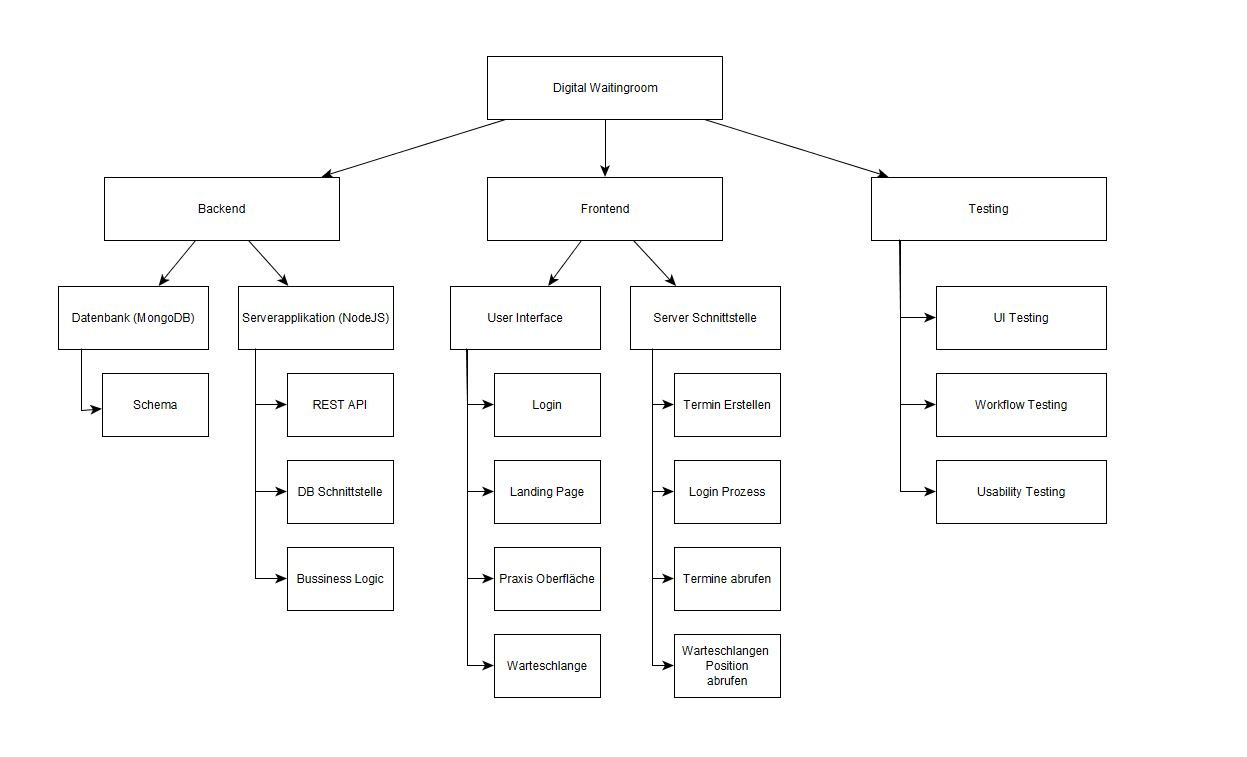 Digital Waitingroom
Backend
Frontend
Testing
Datenbank (MongoDB)
Serverapplikation (NodeJS)
User Interface
Server Schnittstelle
UI Testing
Schema
REST API
Login
Termin Erstellen
Workflow Testing
DB Schnittstelle
Landing Page
Login Prozess
Usability Testing
Bussiness Logic
Praxis Oberfläche
Termine abrufen
Warteschlange
Warteschlangen
Position
abrufen